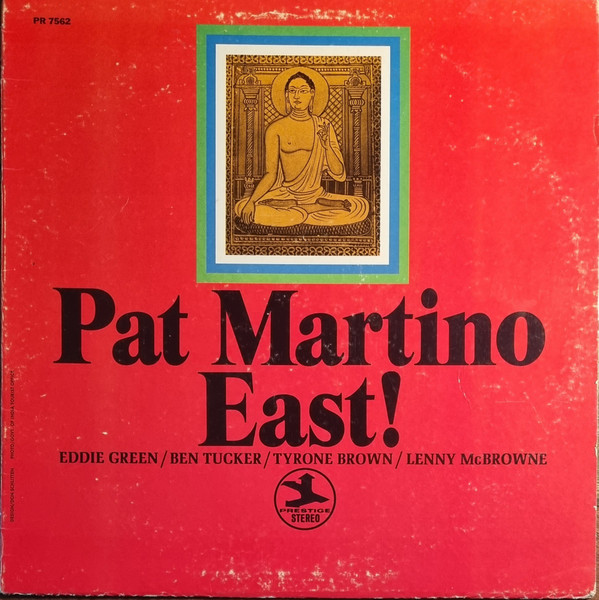 PR 7562
Pat Martino
East!
EDDIE GREEN/BEN TUCKER/TYRONE BROWN/LENNY McBROWNE
PRESTIGE
STEREO